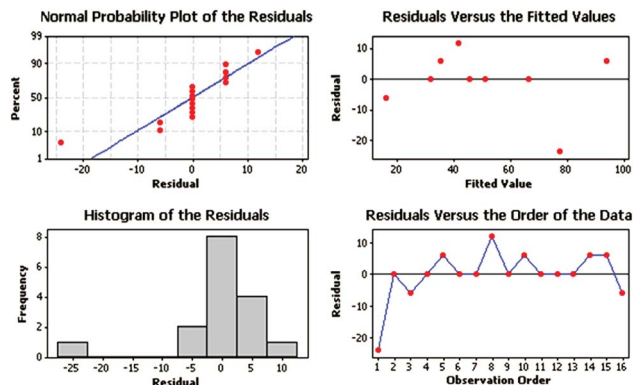 Normal Probability Plot of the Residuals
99
90
50
10
1
Percent
-20 -10 0 10 20
Residual
Residuals Versus the Fitted Values
10
0
-10
-20
Residual
20 40 60 80 100
Fitted Value
Histogram of the Residuals
8
6
4
2
0
Frequency
-25 -20 -15 -10 -5 0 5 10
Residual
Residuals Versus the Order of the Data
10
0
-10
-20
Residual
1 2 3 4 5 6 7 8 9 10 11 12 13 14 15 16
Observation Order